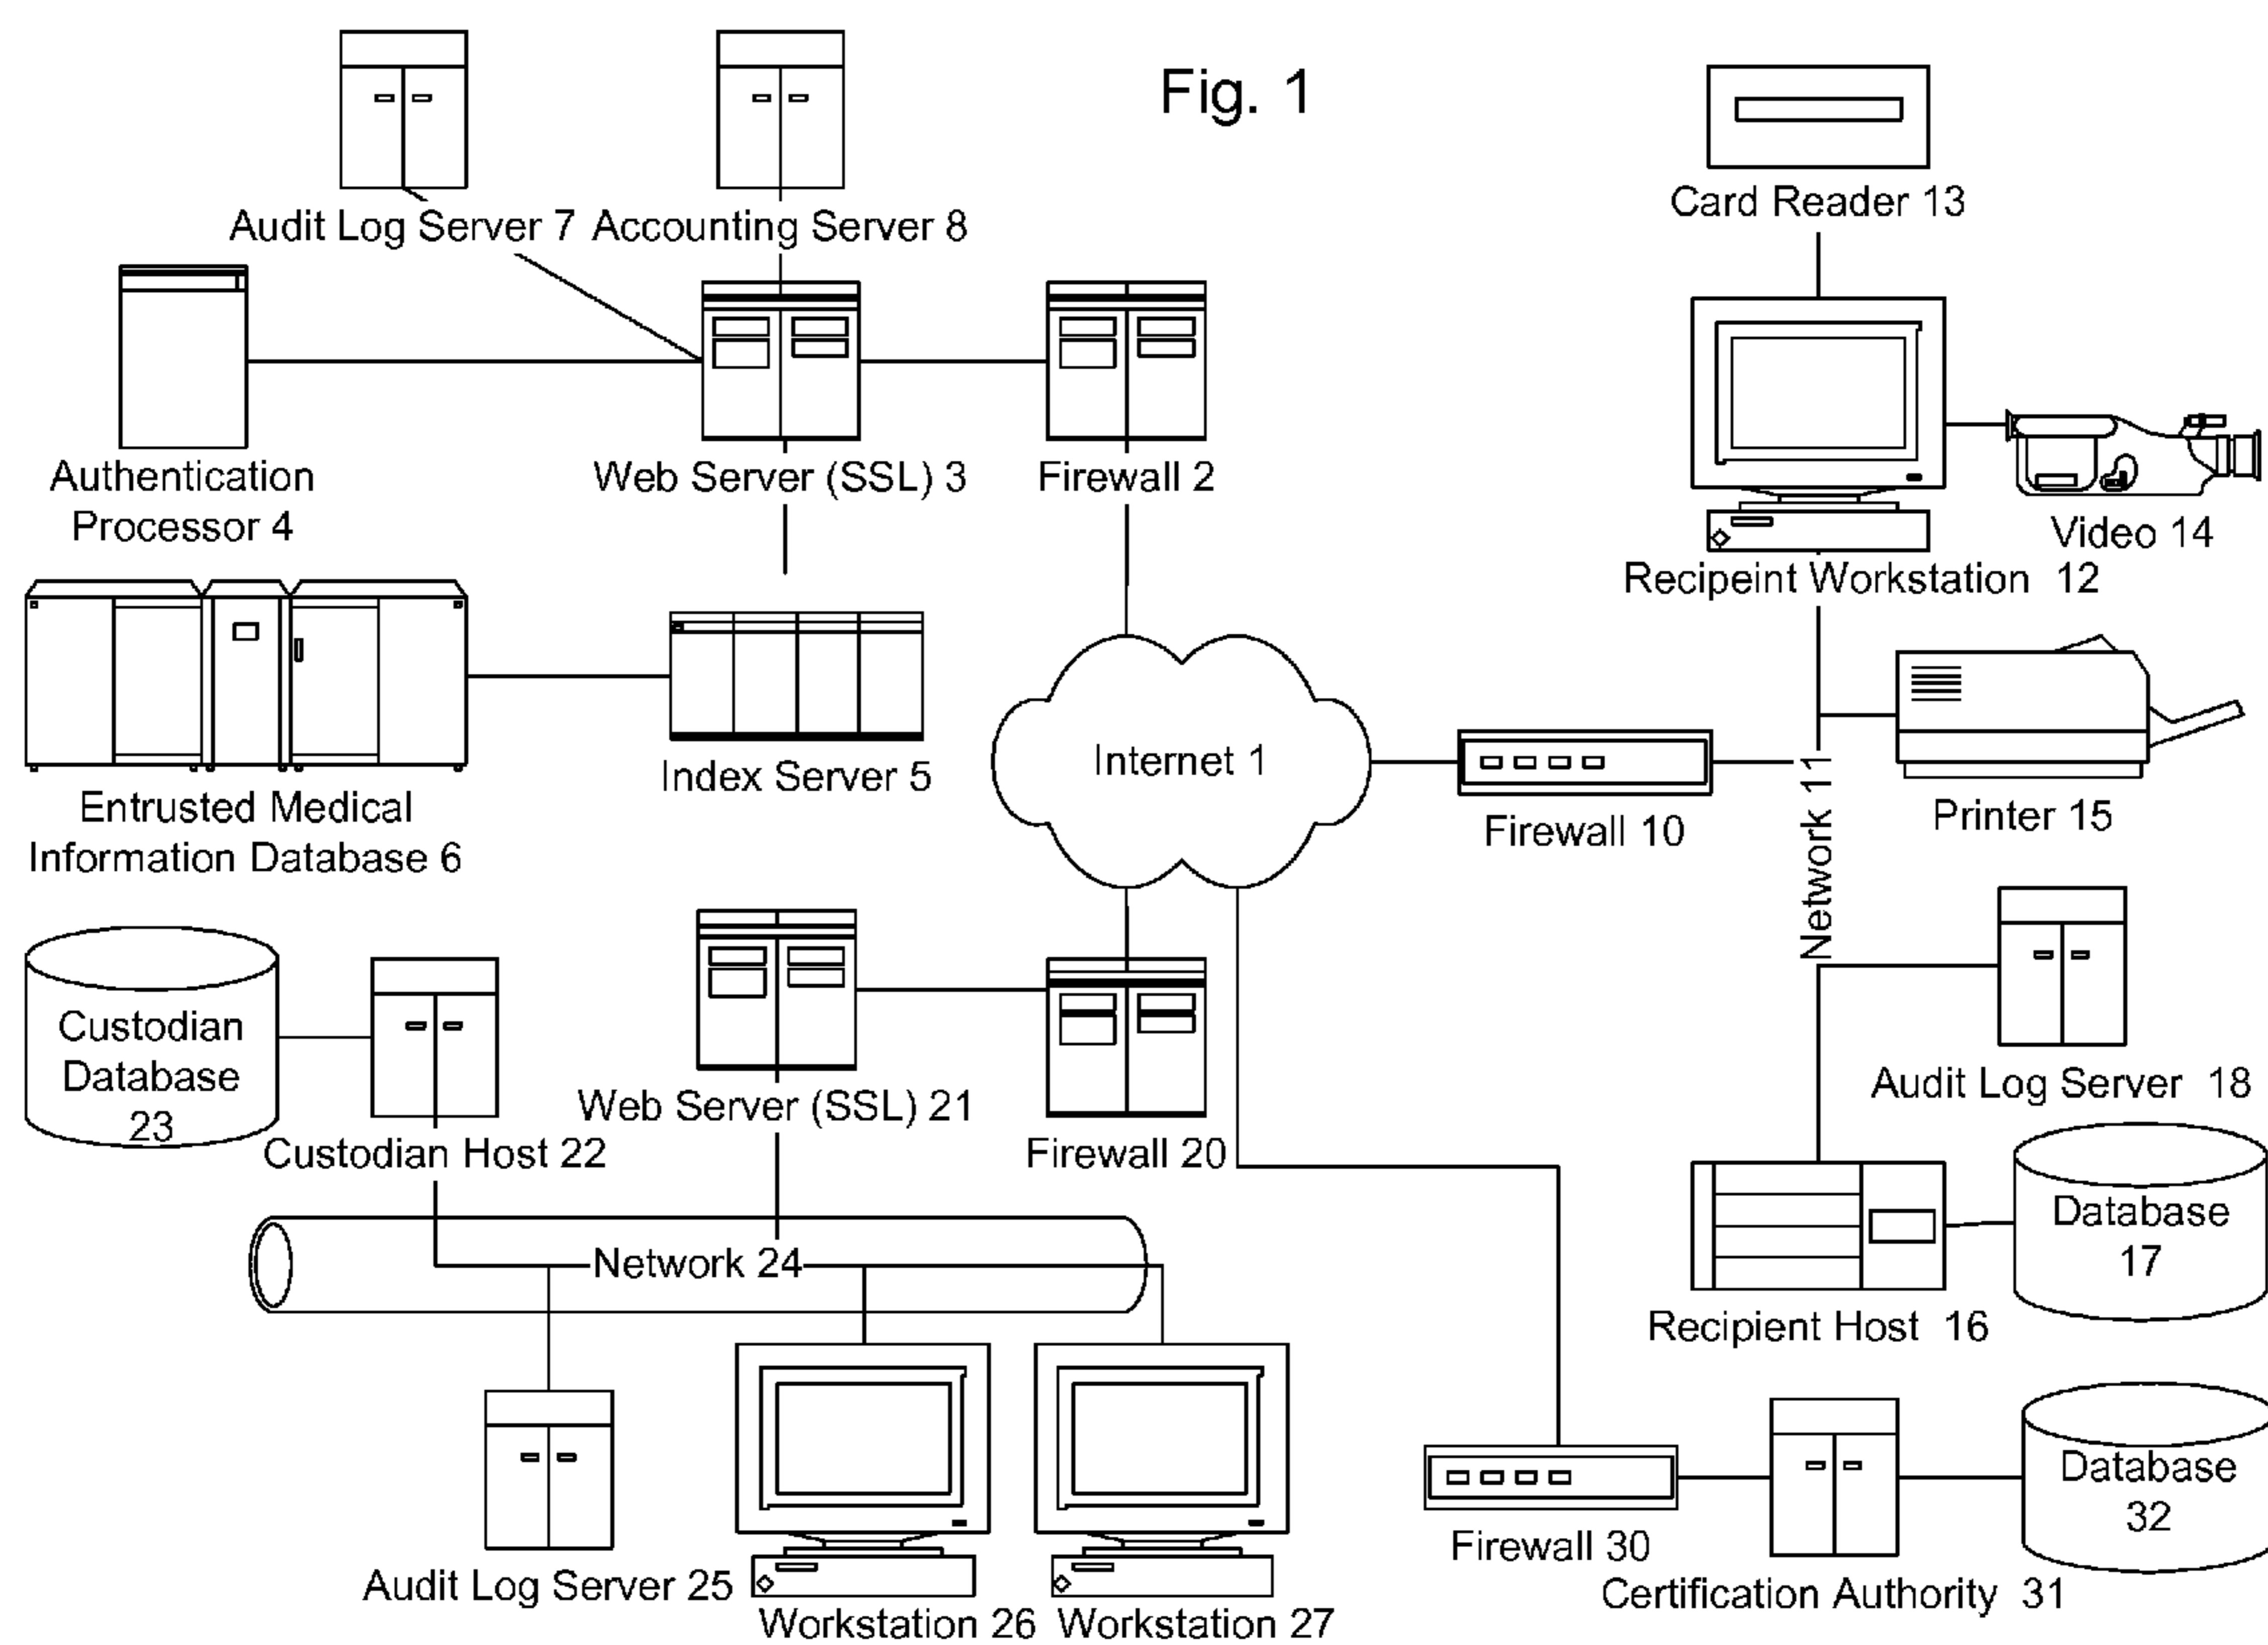 Fig. 1
Card Reader 13
Audit Log Server 7
Accounting Server 8
Authentication
Processor 4
Web Server (SSL) 3
Firewall 2
Video 14
Recipeint Workstation 12
Entrusted Medical
Information Database 6
Index Server 5
Internet 1
Firewall 10
Network 11
Printer 15
Custodian
Database
23
Custodian Host 22
Web Server (SSL) 21
Firewall 20
Audit Log Server 18
Network 24
Database
17
Recipient Host 16
Audit Log Server 25
Workstation 26
Workstation 27
Firewall 30
Certification Authority 31
Database
32